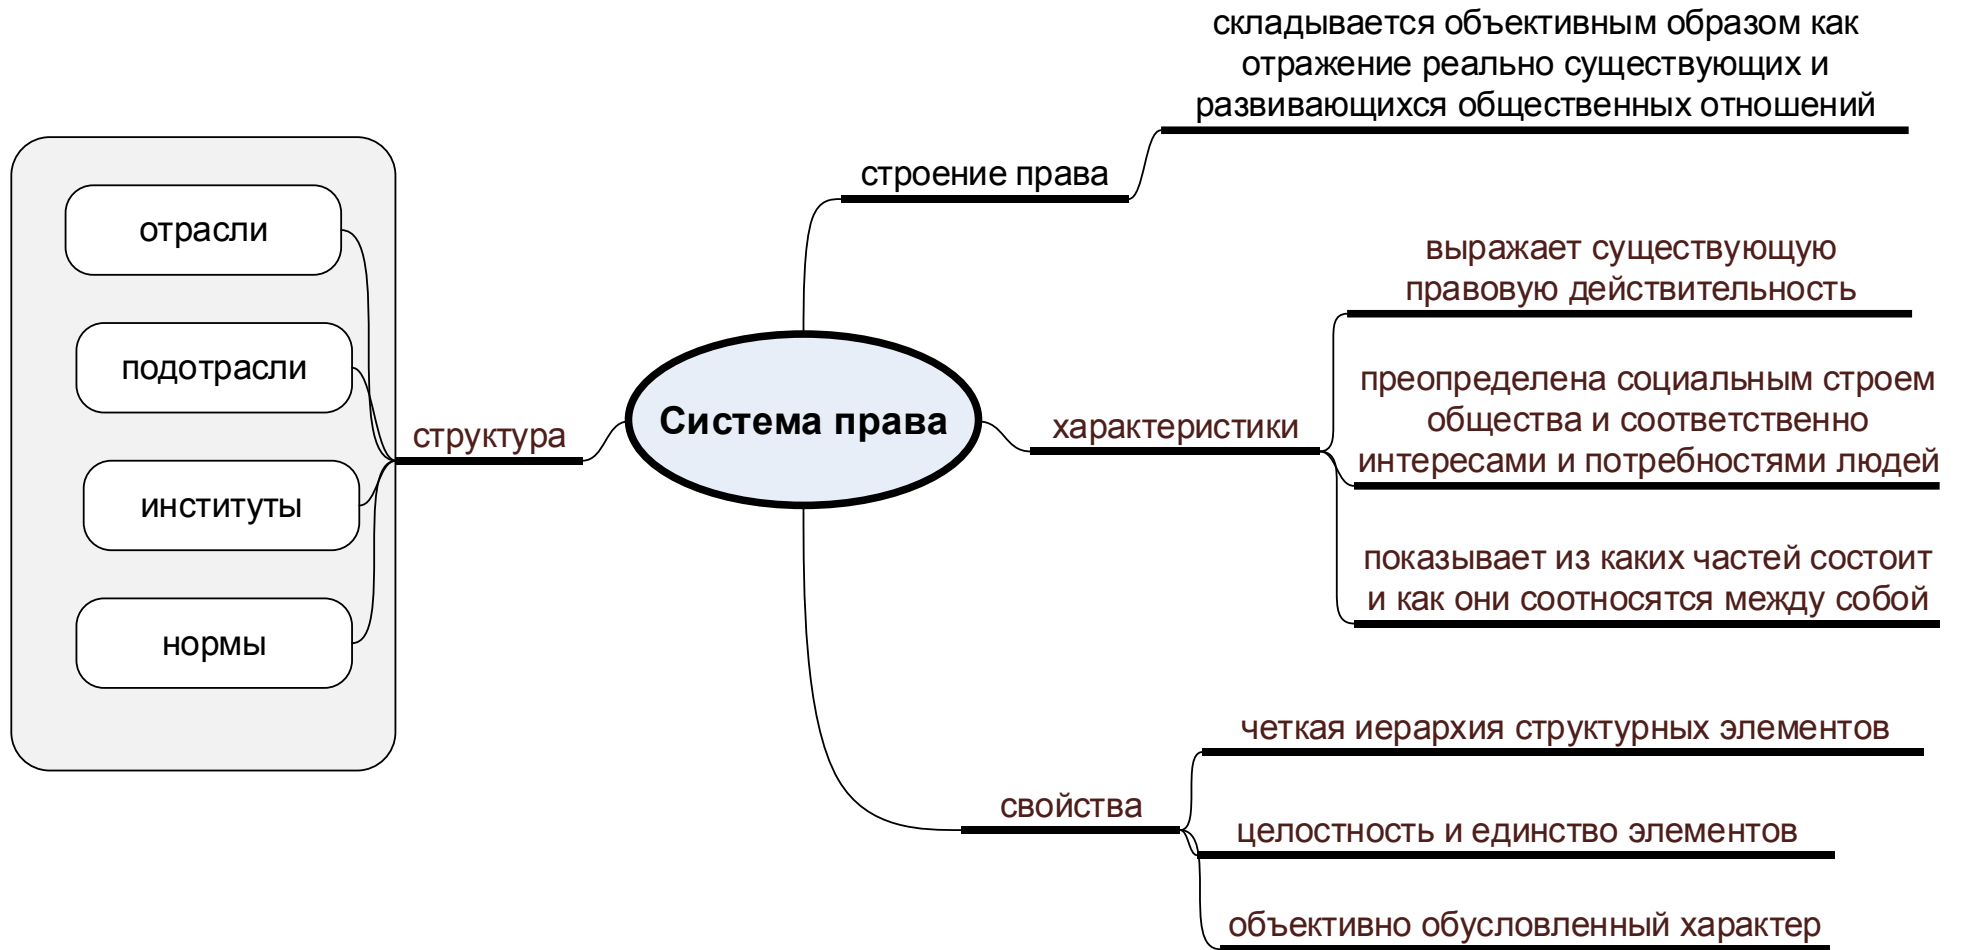 складывается объективным образом как
отражение реально существующих и
развивающихся общественных отношений
строение права
отрасли
подотрасли
институты
нормы
структура
Система права
характеристики
выражает существующую
правовую действительность
преопределена социальным строем
общества и соответственно
интересами и потребностями людей
показывает из каких частей состоит
и как они соотносятся между собой
свойства
четкая иерархия структурных элементов
целостность и единство элементов
объективно обусловленный характер